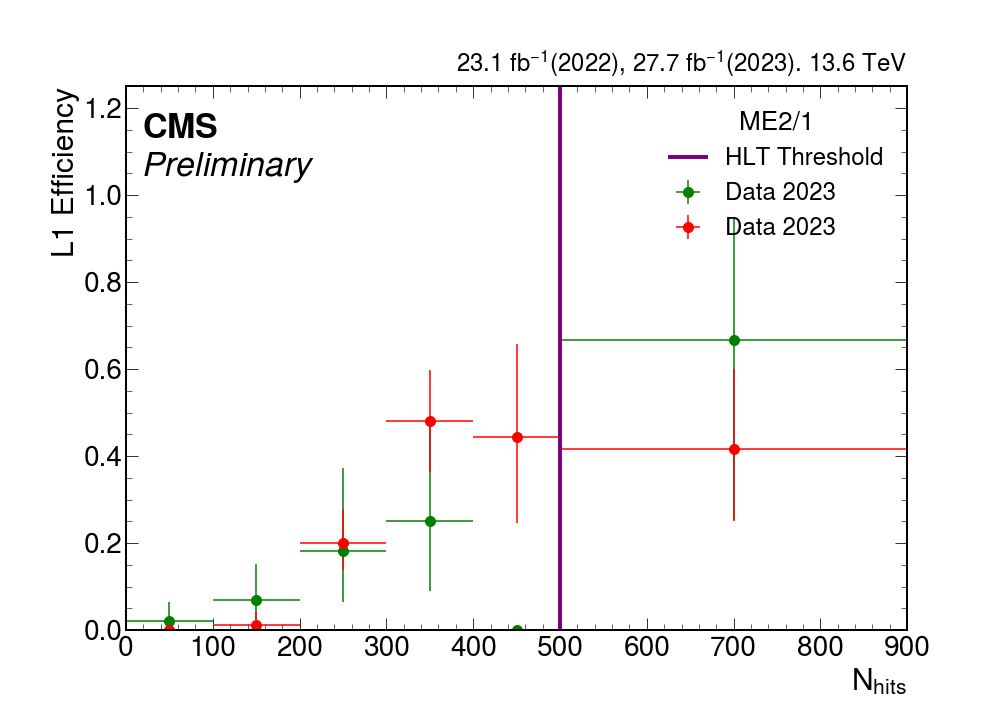 23.1 fb⁻¹(2022), 27.7 fb⁻¹(2023). 13.6 TeV
CMS
Preliminary
ME2/1
HLT Threshold
Data 2023
Data 2023
L1 Efficiency
1.2
1.0
0.8
0.6
0.4
0.2
0.0
0 100 200 300 400 500 600 700 800 900
N_hits